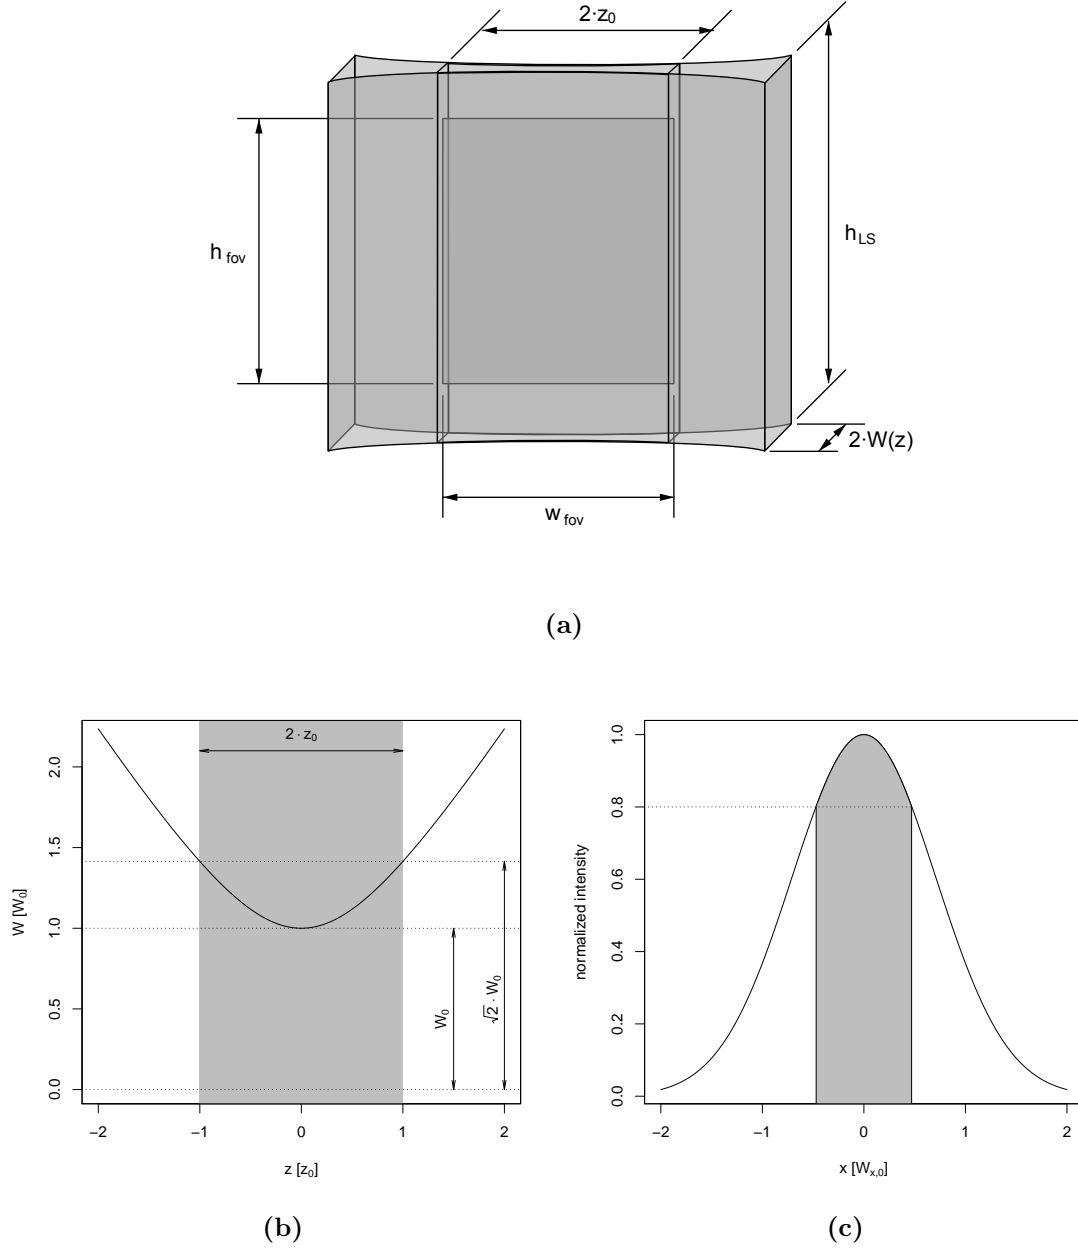 2·z₀
h fov
h LS
2·W(z)
w fov
(a)
2 · z₀
W [W₀]
2.0
1.5
1.0
0.5
0.0
W₀
√2 · W₀
−2 −1 0 1 2
z [z₀]
(b)
normalized intensity
1.0
0.8
0.6
0.4
0.2
0.0
−2 −1 0 1 2
x [Wₓ,₀]
(c)